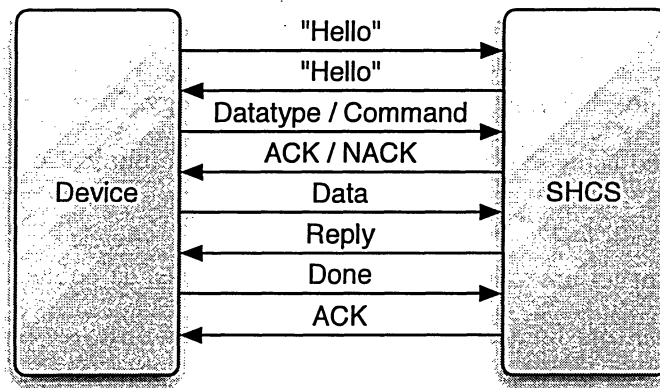 "Hello"
"Hello"
Datatype / Command
ACK / NACK
Device
SHCS
Data
Reply
Done
ACK